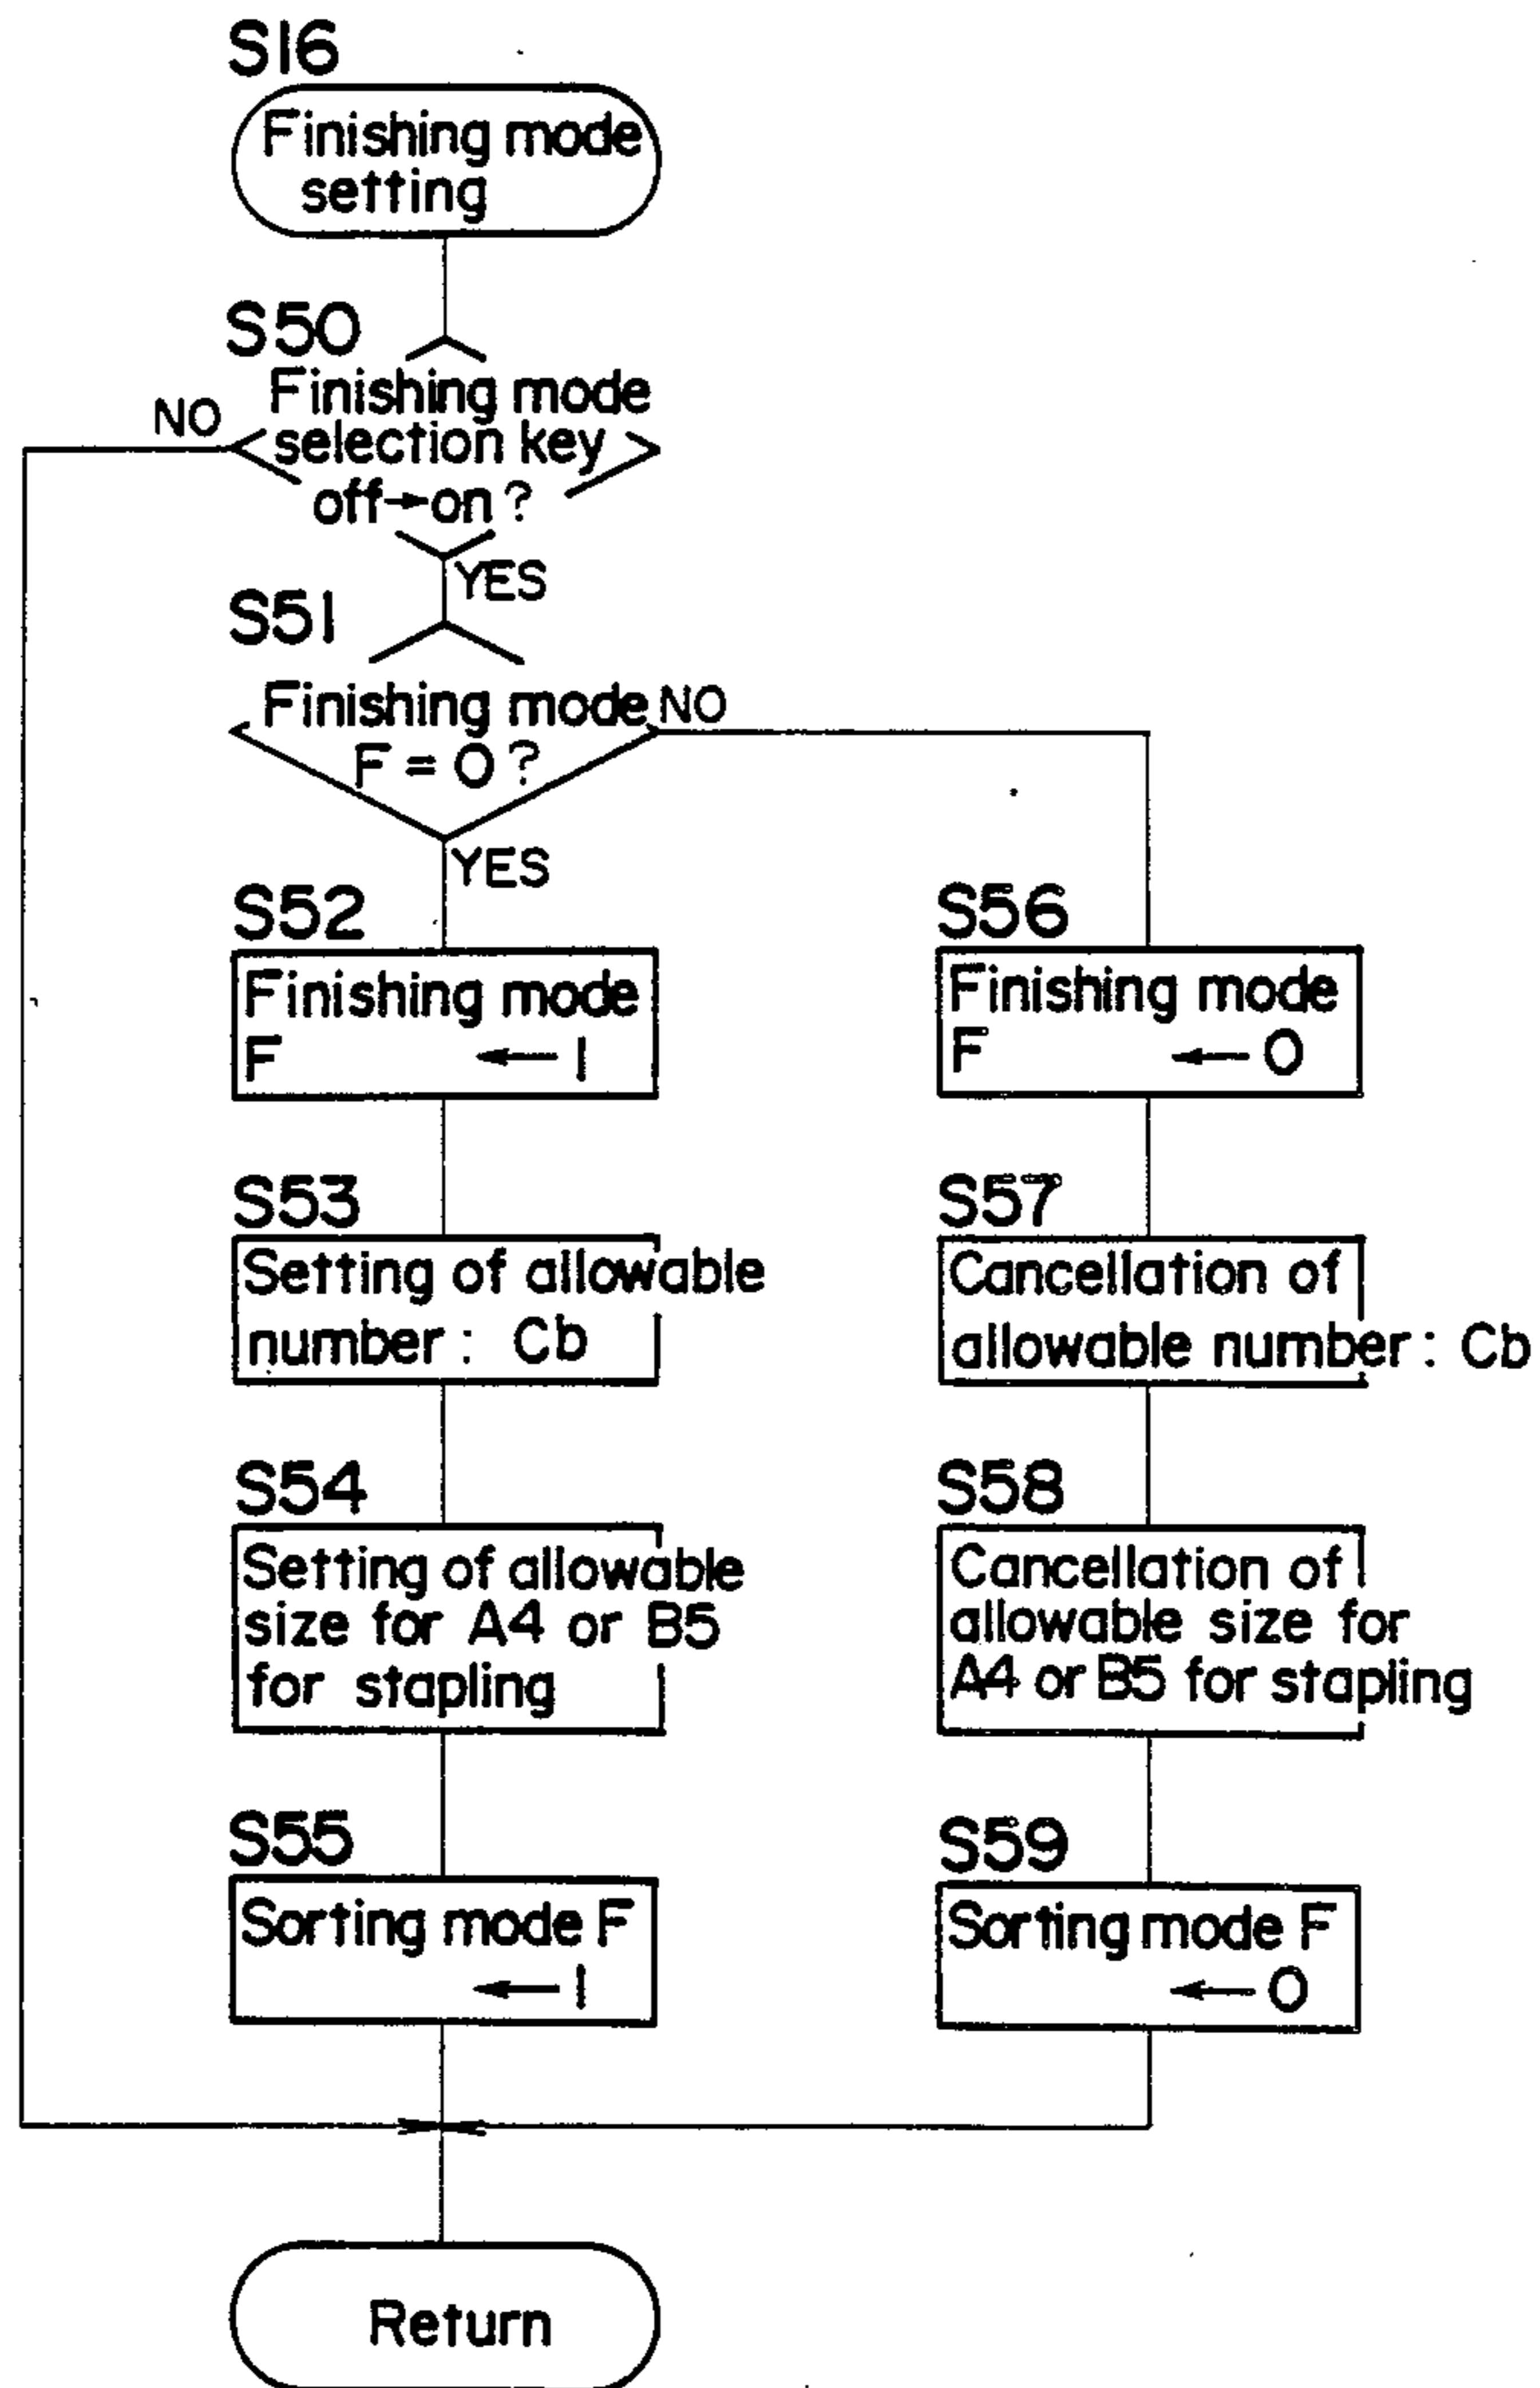 S16
Finishing mode
setting
S50
NO
Finishing mode
selection key
off→on?
YES
S51
Finishing mode
F=0?
NO
YES
S52
Finishing mode
F ←1
S53
Setting of allowable
number: Cb
S54
Setting of allowable
size for A4 or B5
for stapling
S55
Sorting mode F
←1
S56
Finishing mode
F ←0
S57
Cancellation of
allowable number: Cb
S58
Cancellation of
allowable size for
A4 or B5 for stapling
S59
Sorting mode F
←0
Return